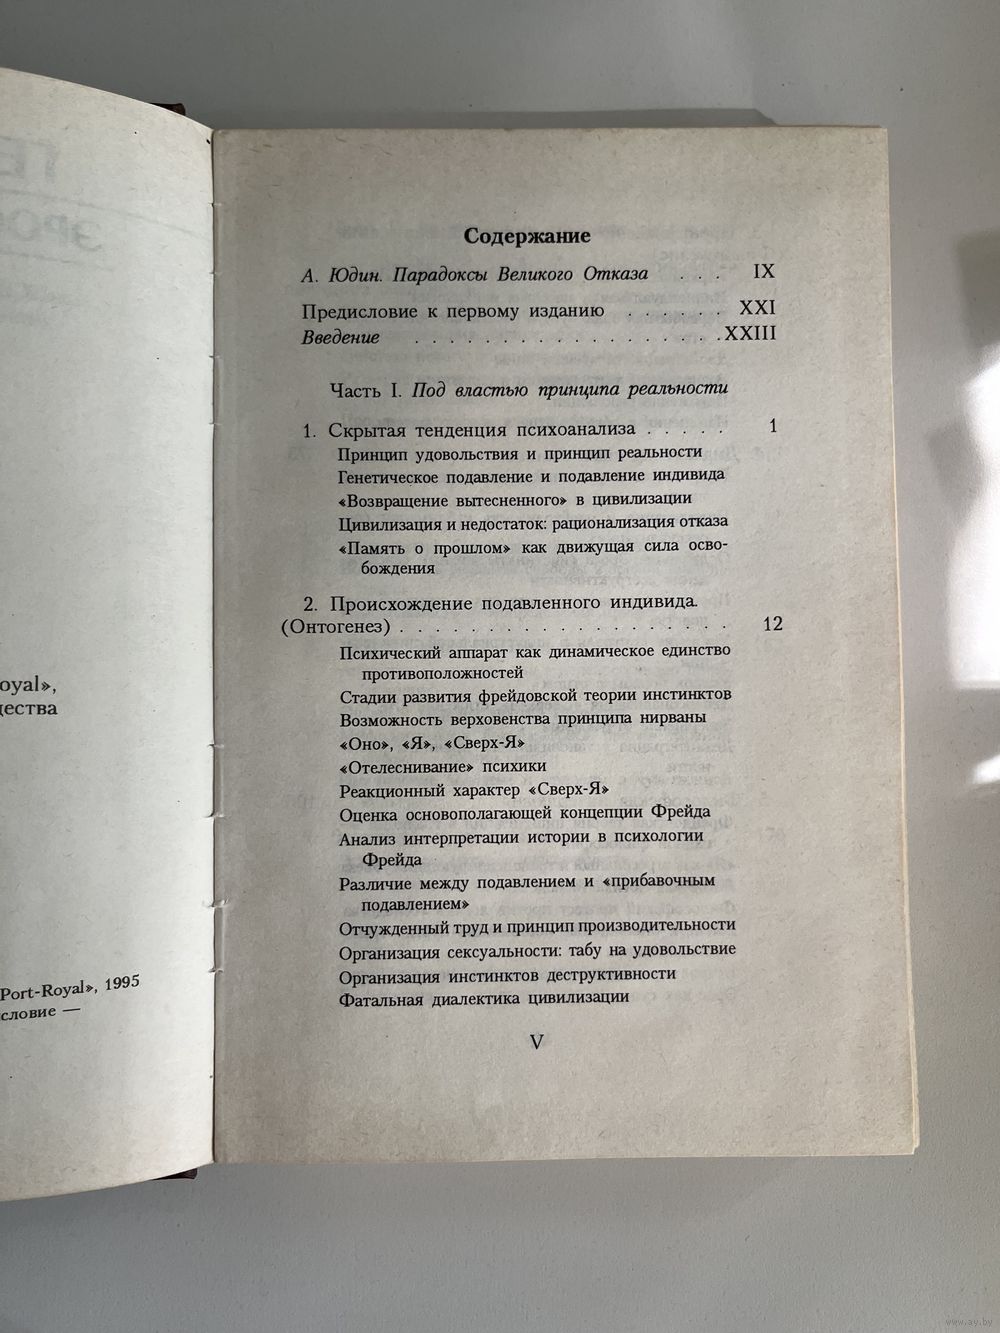 oyal»,
ества
Port-Royal», 1995
словие —
Содержание
А. Юдин. Парадоксы Великого Отказа . . . IX
Предисловие к первому изданию . . . . . . XXI
Введение . . . . . . . . . . . . . . . . . . XXIII
Часть I. Под властью принципа реальности
1. Скрытая тенденция психоанализа . . . . . 1
Принцип удовольствия и принцип реальности
Генетическое подавление и подавление индивида
«Возвращение вытесненного» в цивилизации
Цивилизация и недостаток: рационализация отказа
«Память о прошлом» как движущая сила осво-
бождения
2. Происхождение подавленного индивида.
(Онтогенез) . . . . . . . . . . . . . . . . . . . 12
Психический аппарат как динамическое единство
противоположностей
Стадии развития фрейдовской теории инстинктов
Возможность верховенства принципа нирваны
«Оно», «Я», «Сверх-Я»
«Отелеснивание» психики
Реакционный характер «Сверх-Я»
Оценка основополагающей концепции Фрейда
Анализ интерпретации истории в психологии
Фрейда
Различие между подавлением и «прибавочным
подавлением»
Отчужденный труд и принцип производительности
Организация сексуальности: табу на удовольствие
Организация инстинктов деструктивности
Фатальная диалектика цивилизации
V
www.ay.by